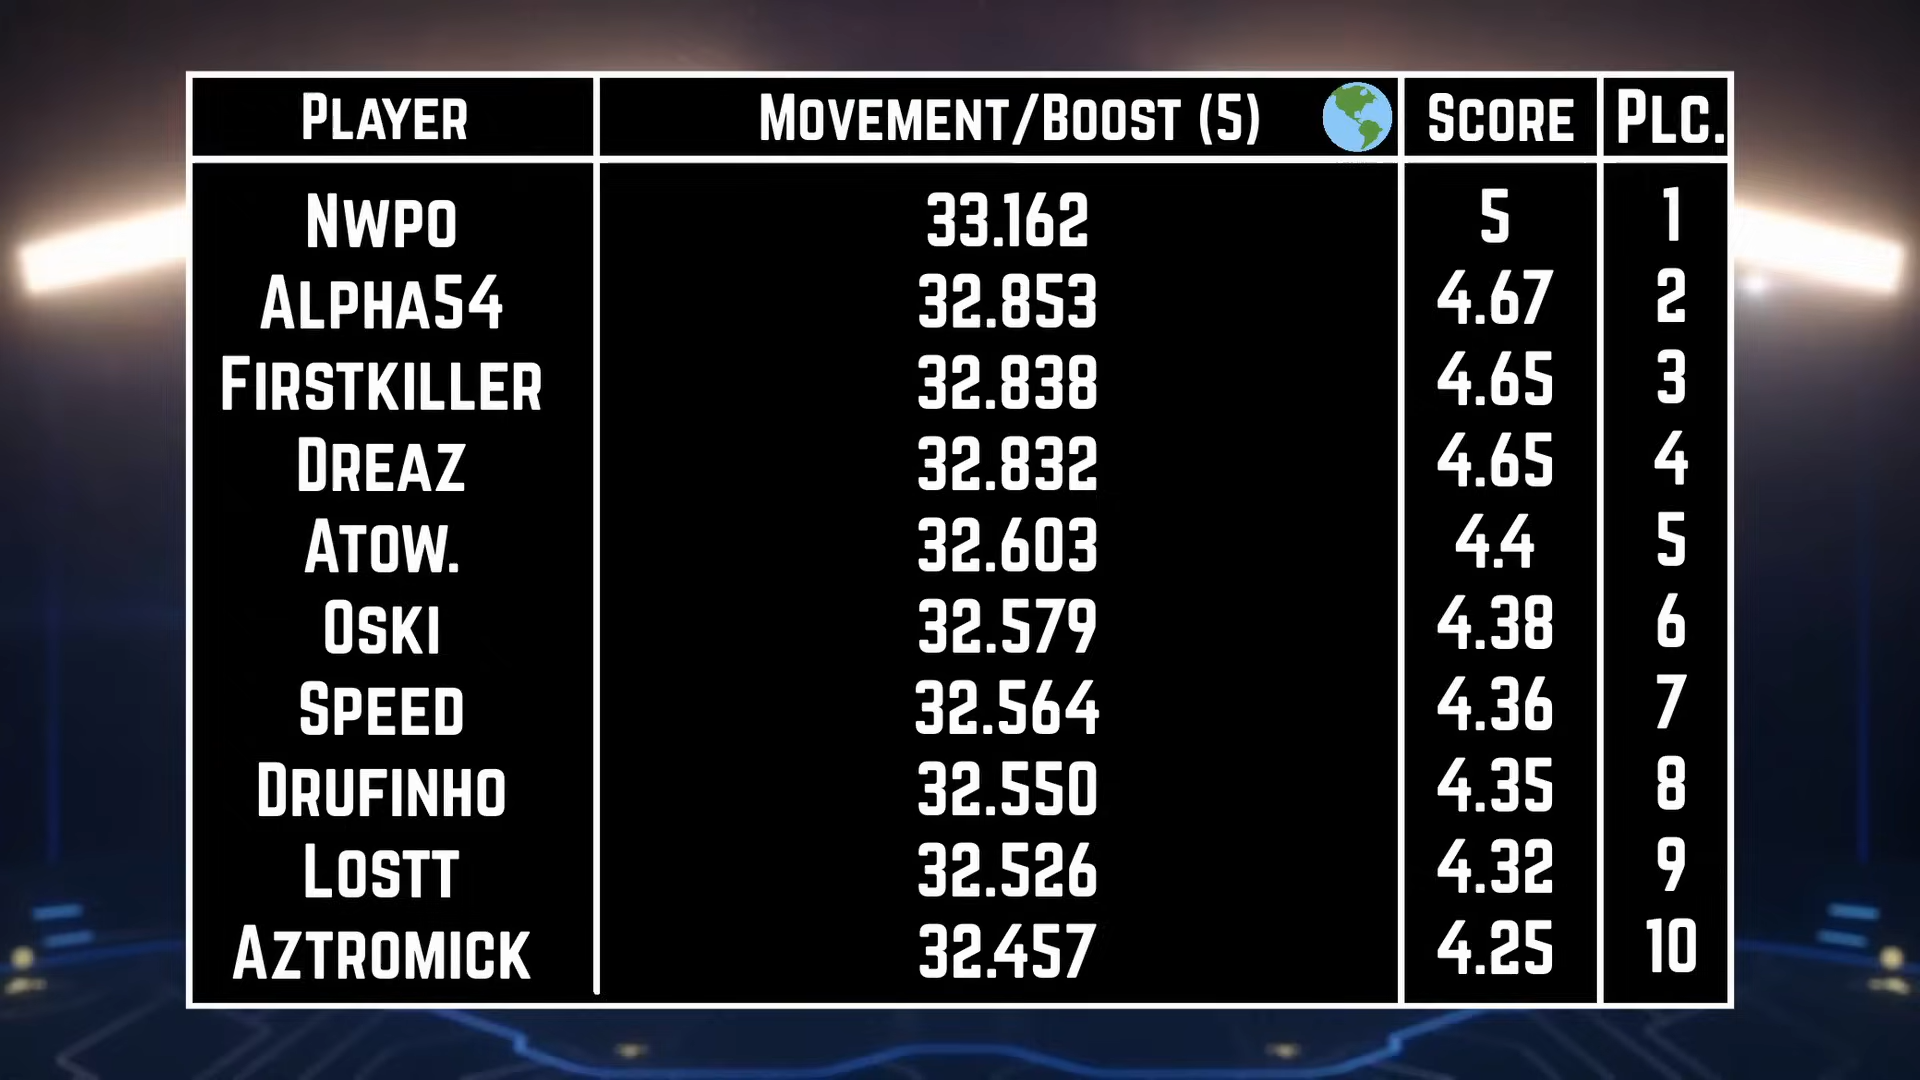 Player Movement/Boost (5) Score Plc.
Nwpo 33.162 5 1
Alpha54 32.853 4.67 2
Firstkiller 32.838 4.65 3
Dreaz 32.832 4.65 4
Atow. 32.603 4.4 5
Oski 32.579 4.38 6
Speed 32.564 4.36 7
Drufinho 32.550 4.35 8
Lostt 32.526 4.32 9
Aztromick 32.457 4.25 10